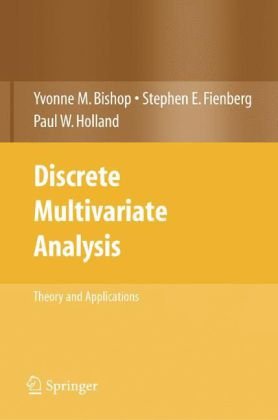 Yvonne M. Bishop · Stephen E. Fienberg
Paul W. Holland
Discrete
Multivariate
Analysis
Theory and Applications
Springer